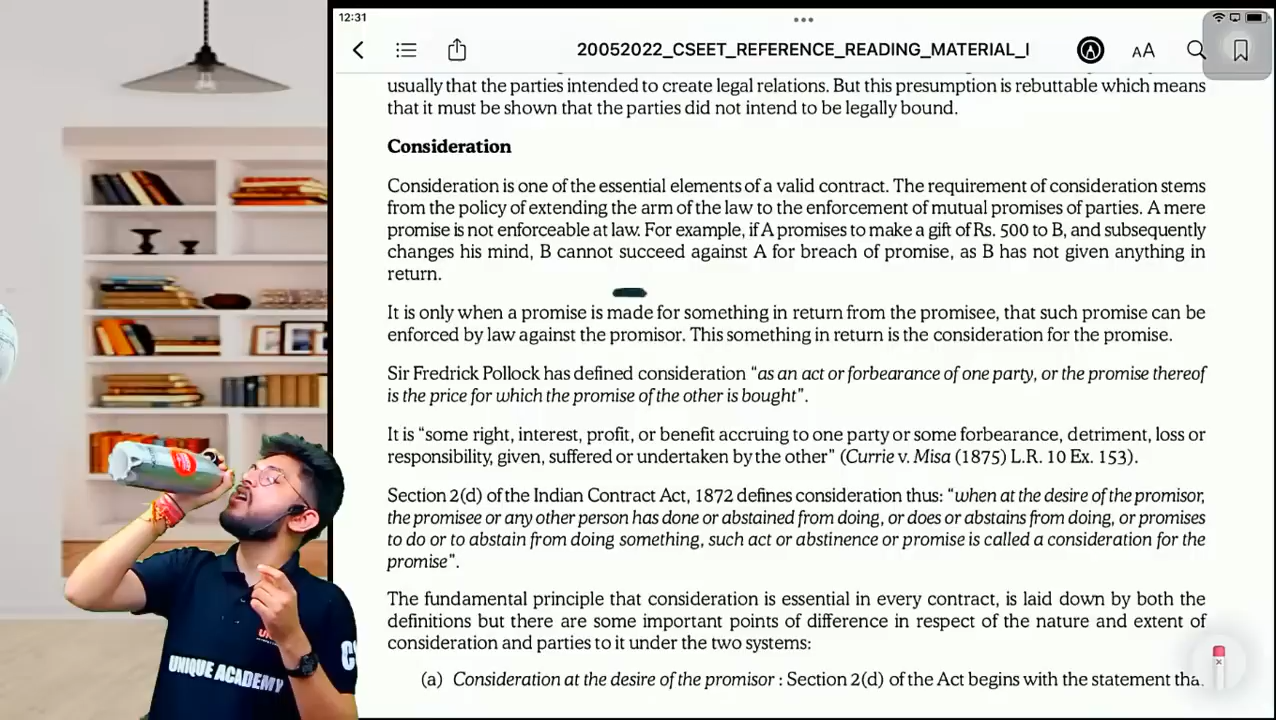 12:31
20052022_CSEET_REFERENCE_READING_MATERIAL_I
AA
usually that the parties intended to create legal relations. But this presumption is rebuttable which means
that it must be shown that the parties did not intend to be legally bound.
Consideration
Consideration is one of the essential elements of a valid contract. The requirement of consideration stems
from the policy of extending the arm of the law to the enforcement of mutual promises of parties. A mere
promise is not enforceable at law. For example, if A promises to make a gift of Rs. 500 to B, and subsequently
changes his mind, B cannot succeed against A for breach of promise, as B has not given anything in
return.
It is only when a promise is made for something in return from the promisee, that such promise can be
enforced by law against the promisor. This something in return is the consideration for the promise.
Sir Fredrick Pollock has defined consideration “as an act or forbearance of one party, or the promise thereof
is the price for which the promise of the other is bought”.
It is “some right, interest, profit, or benefit accruing to one party or some forbearance, detriment, loss or
responsibility, given, suffered or undertaken by the other” (Currie v. Misa (1875) L.R. 10 Ex. 153).
Section 2(d) of the Indian Contract Act, 1872 defines consideration thus: “when at the desire of the promisor,
the promisee or any other person has done or abstained from doing, or does or abstains from doing, or promises
to do or to abstain from doing something, such act or abstinence or promise is called a consideration for the
promise”.
The fundamental principle that consideration is essential in every contract, is laid down by both the
definitions but there are some important points of difference in respect of the nature and extent of
consideration and parties to it under the two systems:
(a) Consideration at the desire of the promisor : Section 2(d) of the Act begins with the statement
UNIQUE ACADEMY